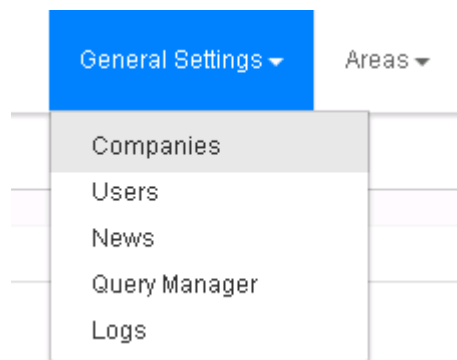 General Settings Areas
Companies
Users
News
Query Manager
Logs